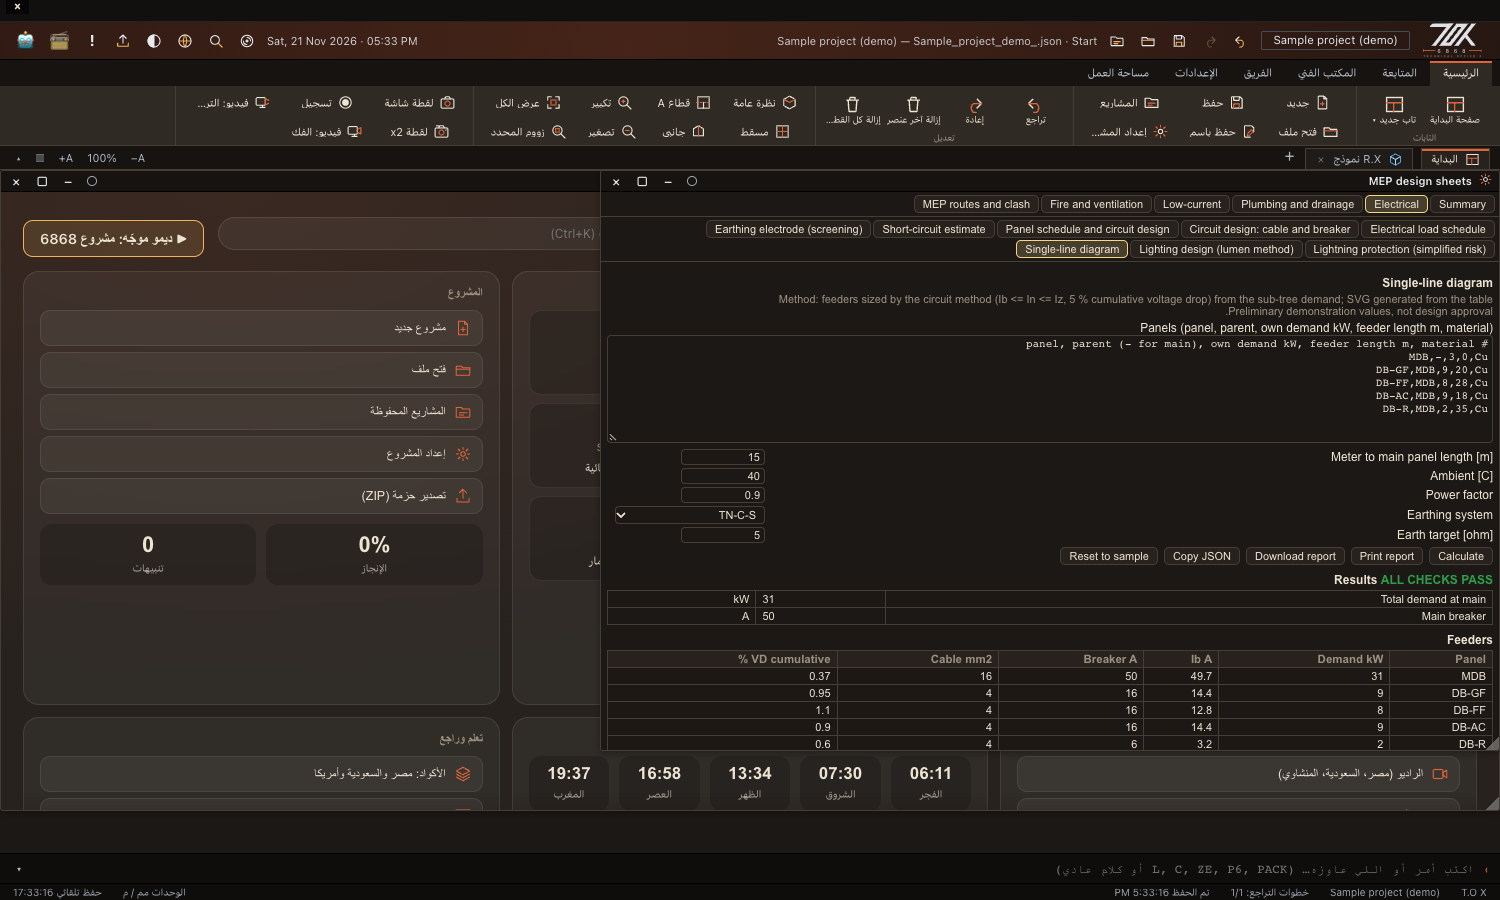 Sat, 21 Nov 2026 · 05:33 PM
Sample project (demo) — Sample_project_demo_.json · Start
Sample project (demo)
TOX
6868
الرئيسية
المتابعة
المكتب الفني
الفريق
الإعدادات
مساحة العمل
صفحة البداية
تاب جديد
التابات
جديد
حفظ
المشاريع
فتح ملف
حفظ باسم
إعداد المشـ...
تراجع
إعادة
إزالة آخر عنصر
إزالة كل القطـ...
تعديل
نظرة عامة
قطاع A
تكبير
عرض الكل
مسقط
جانبي
تصغير
زووم المحدد
لقطة شاشة
تسجيل
فيديو: التر...
لقطة x2
فيديو: الفك
البداية
R.X نموذج ×
+
A−
100%
A+
MEP design sheets
Summary
Electrical
Plumbing and drainage
Low-current
Fire and ventilation
MEP routes and clash
Electrical load schedule
Circuit design: cable and breaker
Panel schedule and circuit design
Short-circuit estimate
Earthing electrode (screening)
Lightning protection (simplified risk)
Lighting design (lumen method)
Single-line diagram
Single-line diagram
Method: feeders sized by the circuit method (Ib <= In <= Iz, 5 % cumulative voltage drop) from the sub-tree demand; SVG generated from the table
.Preliminary demonstration values, not design approval
Panels (panel, parent, own demand kW, feeder length m, material)
panel, parent (- for main), own demand kW, feeder length m, material #
MDB,-,3,0,Cu
DB-GF,MDB,9,20,Cu
DB-FF,MDB,8,28,Cu
DB-AC,MDB,9,18,Cu
DB-R,MDB,2,35,Cu
Meter to main panel length [m]
15
Ambient [C]
40
Power factor
0.9
Earthing system
TN-C-S
Earth target [ohm]
5
Calculate
Print report
Download report
Copy JSON
Reset to sample
Results ALL CHECKS PASS
Total demand at main 31 kW
Main breaker 50 A
Feeders
Panel Demand kW Ib A Breaker A Cable mm2 % VD cumulative
MDB 31 49.7 50 16 0.37
DB-GF 9 14.4 16 4 0.95
DB-FF 8 12.8 16 4 1.1
DB-AC 9 14.4 16 4 0.9
DB-R 2 3.2 6 4 0.6
(Ctrl+K)
ديمو موجّه: مشروع 6868
المشروع
مشروع جديد
فتح ملف
المشاريع المحفوظة
إعداد المشروع
تصدير حزمة (ZIP)
0%
الإنجاز
0
تنبيهات
تعلم وراجع
الأكواد: مصر والسعودية وأمريكا
06:11
الفجر
07:30
الشروق
13:34
الظهر
16:58
العصر
19:37
المغرب
الراديو (مصر، السعودية، المنشاوي)
اكتب أمر أو اللي عاوزه… (L, C, ZE, P6, PACK أو كلام عادي)
T.O X
Sample project (demo)
خطوات التراجع: 1/1
تم الحفظ 5:33:16 PM
الوحدات مم / م
حفظ تلقائي 17:33:16